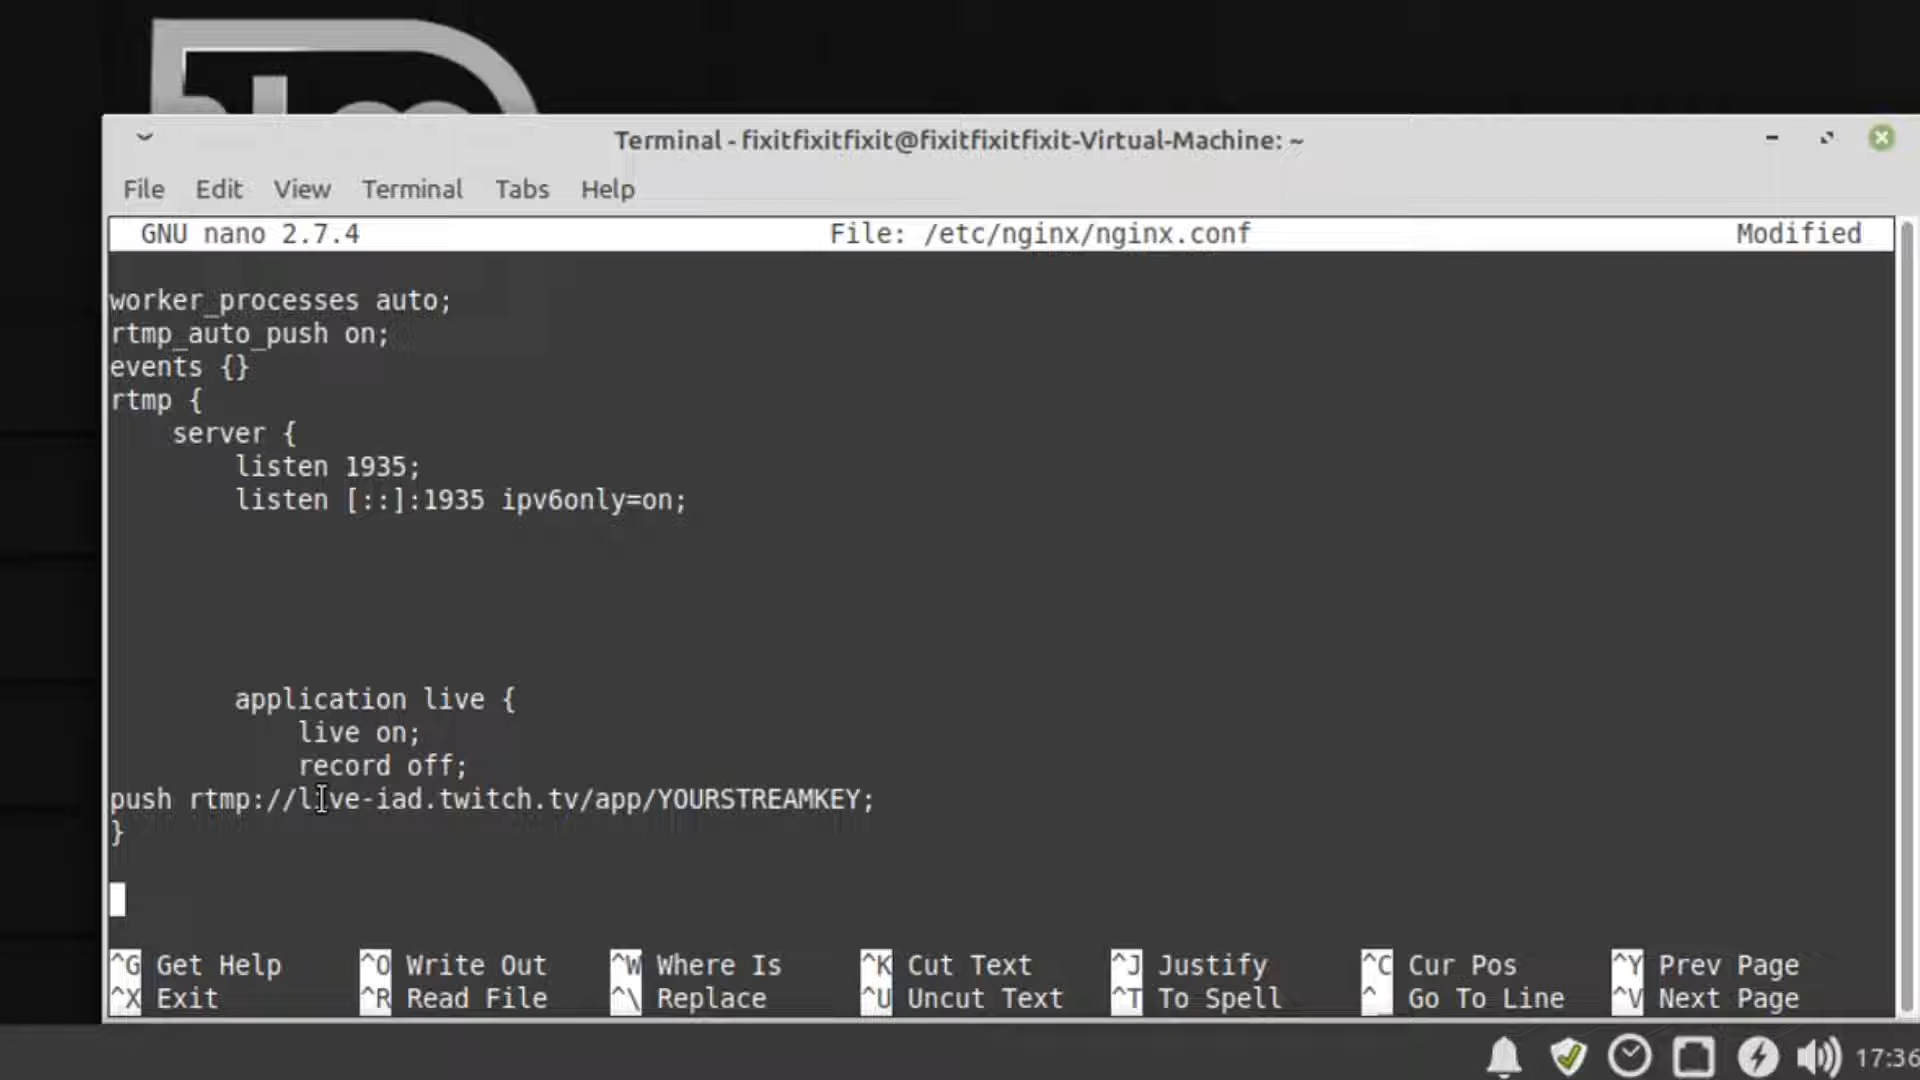 Terminal - fixitfixitfixit@fixitfixitfixit-Virtual-Machine: ~
File Edit View Terminal Tabs Help
GNU nano 2.7.4 File: /etc/nginx/nginx.conf Modified
worker_processes auto;
rtmp_auto_push on;
events {}
rtmp {
server {
listen 1935;
listen [::]:1935 ipv6only=on;
application live {
live on;
record off;
push rtmp://live-iad.twitch.tv/app/YOURSTREAMKEY;
}
^G Get Help ^O Write Out ^W Where Is ^K Cut Text ^J Justify ^C Cur Pos ^Y Prev Page
^X Exit ^R Read File ^\ Replace ^U Uncut Text ^T To Spell ^_ Go To Line ^V Next Page
17:36